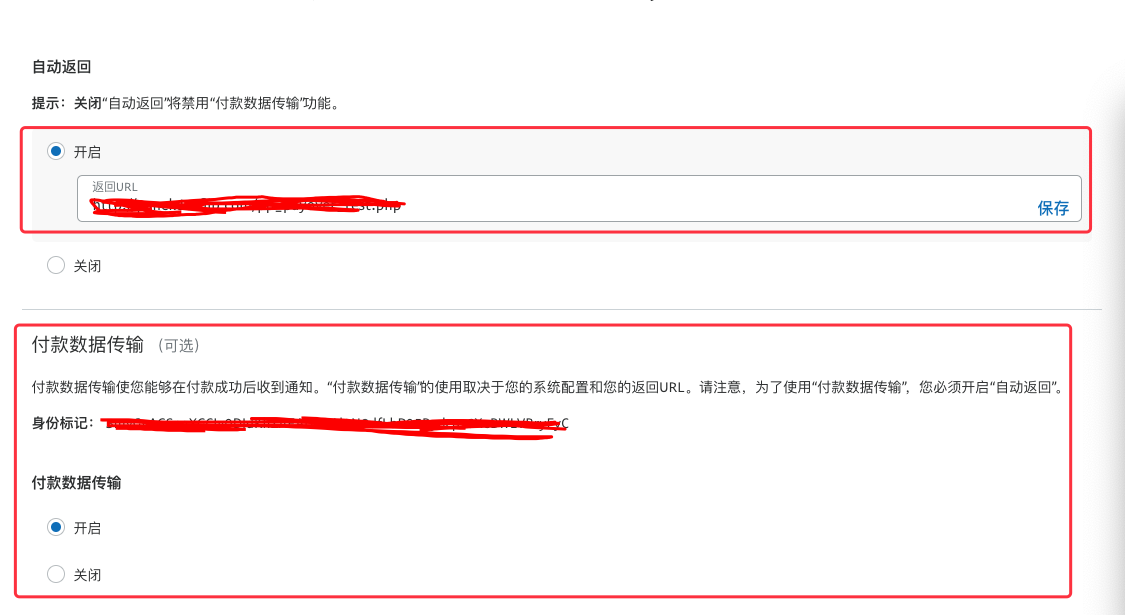 自动返回
提示：关闭“自动返回”将禁用“付款数据传输”功能。
开启
返回URL
保存
关闭
付款数据传输 （可选）
付款数据传输使您能够在付款成功后收到通知。“付款数据传输”的使用取决于您的系统配置和您的返回URL。请注意，为了使用“付款数据传输”，您必须开启“自动返回”。
身份标记：
付款数据传输
开启
关闭